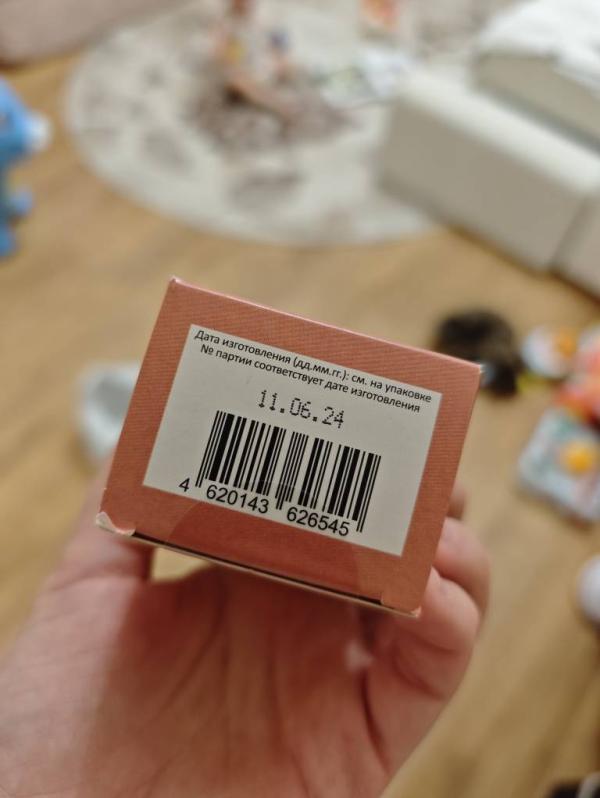 Дата изготовления (дд.мм.гг.): см. на упаковке
№ партии соответствует дате изготовления
11.06.24
4 620143 626545